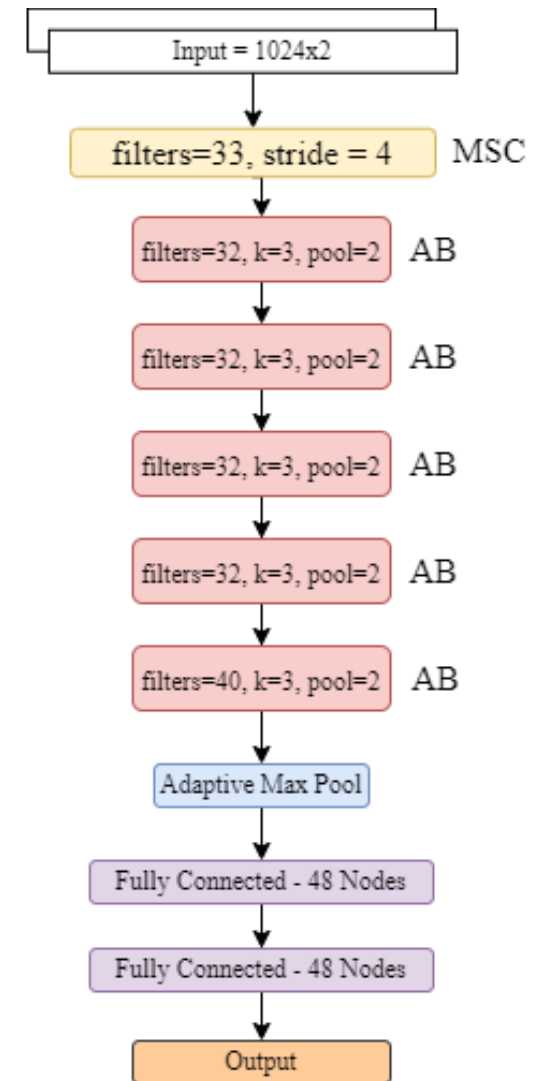 Input = 1024x2
filters=33, stride = 4 MSC
filters=32, k=3, pool=2 AB
filters=32, k=3, pool=2 AB
filters=32, k=3, pool=2 AB
filters=32, k=3, pool=2 AB
filters=40, k=3, pool=2 AB
Adaptive Max Pool
Fully Connected - 48 Nodes
Fully Connected - 48 Nodes
Output